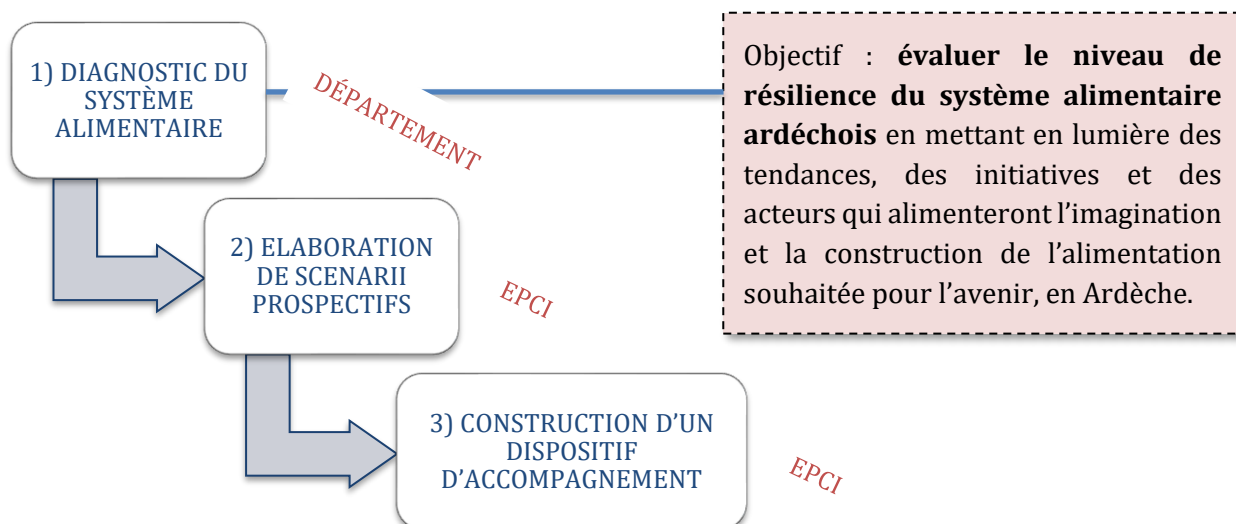 1) DIAGNOSTIC DU
SYSTÈME
ALIMENTAIRE
DÉPARTEMENT
Objectif : évaluer le niveau de
résilience du système alimentaire
ardéchois en mettant en lumière des
tendances, des initiatives et des
acteurs qui alimenteront l’imagination
et la construction de l’alimentation
souhaitée pour l’avenir, en Ardèche.
2) ELABORATION
DE SCENARII
PROSPECTIFS
EPCI
3) CONSTRUCTION D’UN
DISPOSITIF
D’ACCOMPAGNEMENT
EPCI